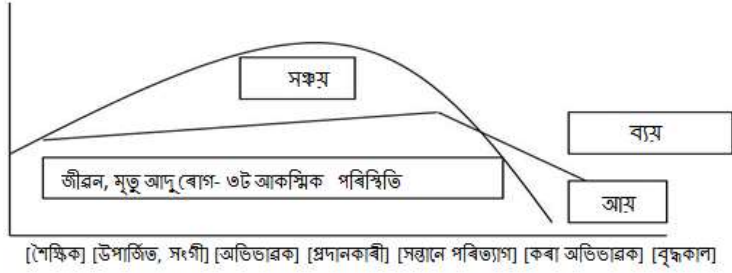 সঞ্চয়
ব্যয়
জীৱন, মৃতু আদু ৰোগ- ৩ট আকস্মিক পৰিস্থিতি
আয়
[শৈক্ষিক] [উপাৰ্জিত, সংগী] [অভিভাৱক] [প্ৰদানকাৰী] [সন্তানে পৰিত্যাগ] [কৰা অভিভাৱক] [বৃদ্ধকাল]